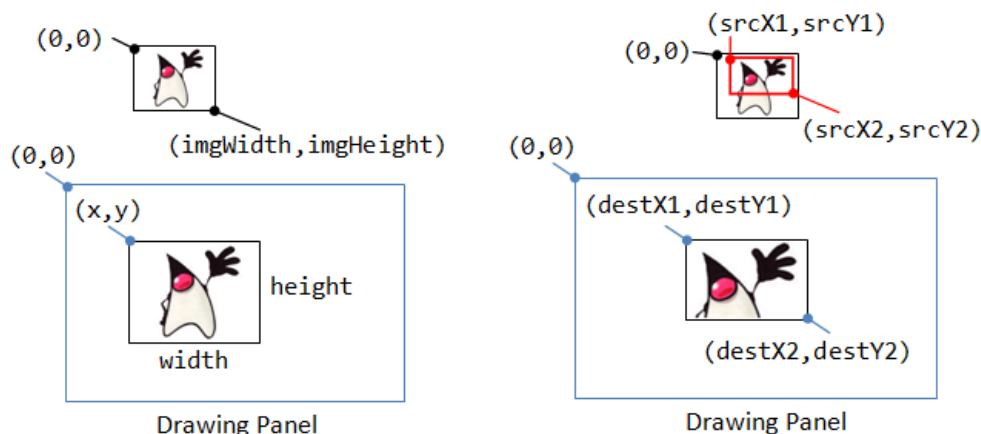 (0,0)
(imgWidth,imgHeight)
(0,0)
(x,y)
height
width
Drawing Panel
(srcX1,srcY1)
(0,0)
(srcX2,srcY2)
(0,0)
(destX1,destY1)
(destX2,destY2)
Drawing Panel